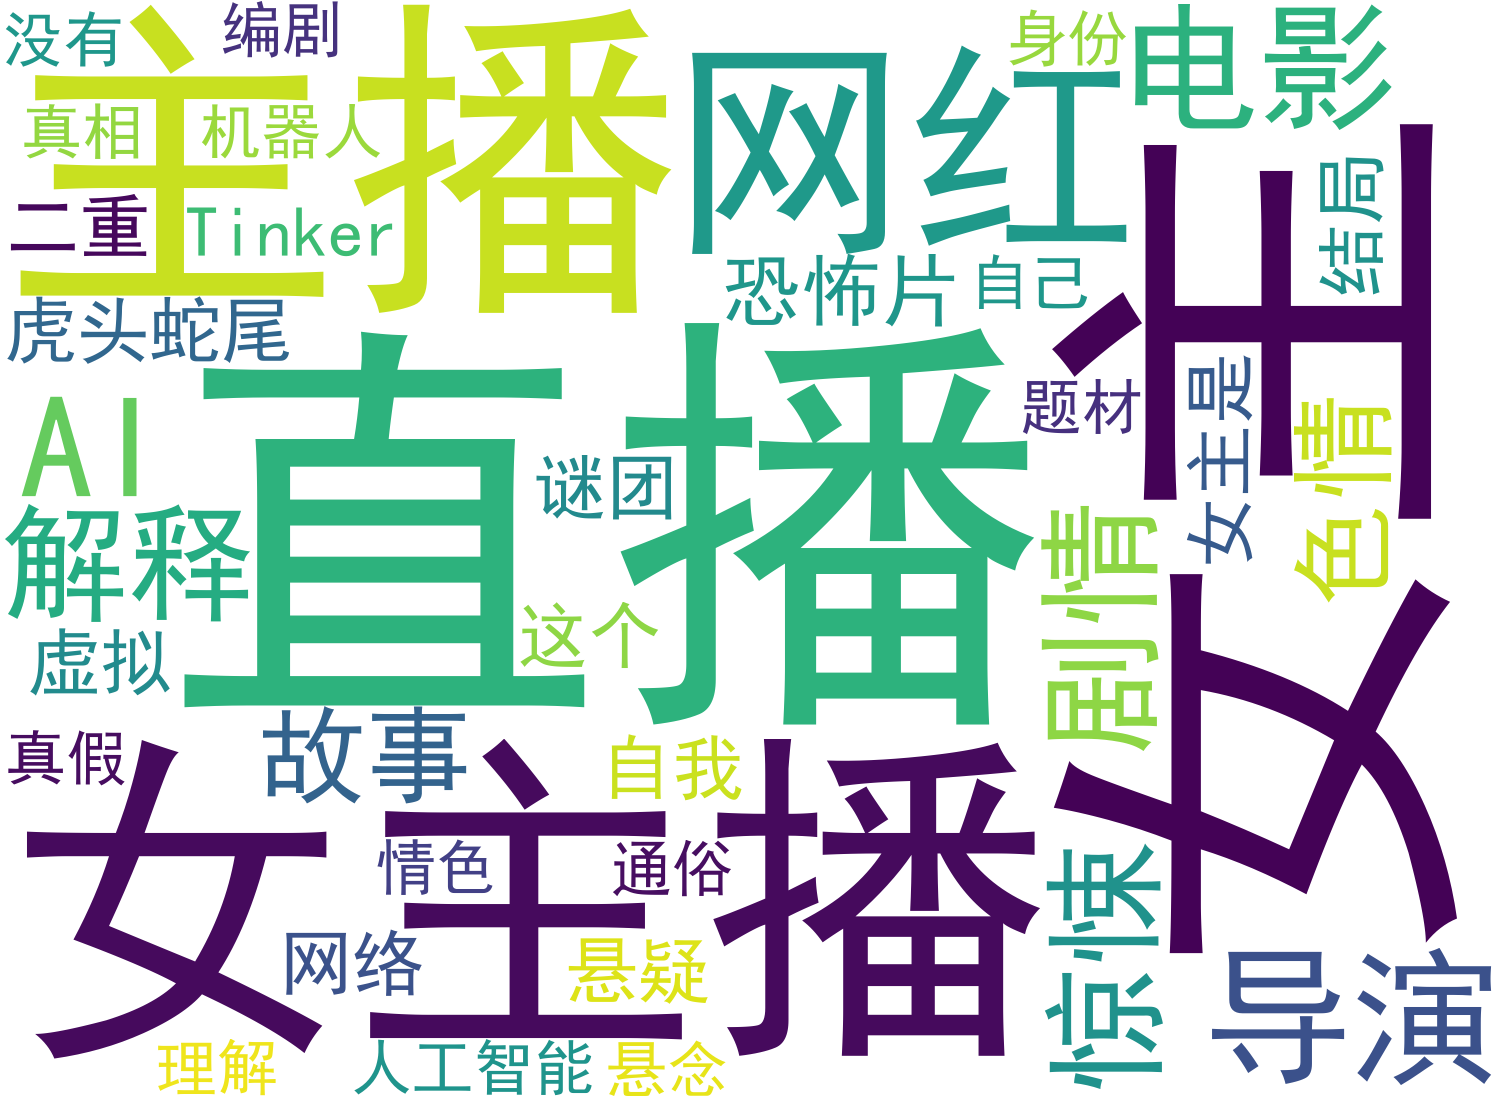 没有
编剧
主播
网红
身份
电影
真相
机器人
二重
Tinker
恐怖片
自己
结局
虎头蛇尾
直播
女主
题材
女主是
色情
AI
谜团
解释
剧情
这个
虚拟
故事
真假
女主播
自我
情色
通俗
惊悚
网络
悬疑
导演
理解
人工智能
悬念